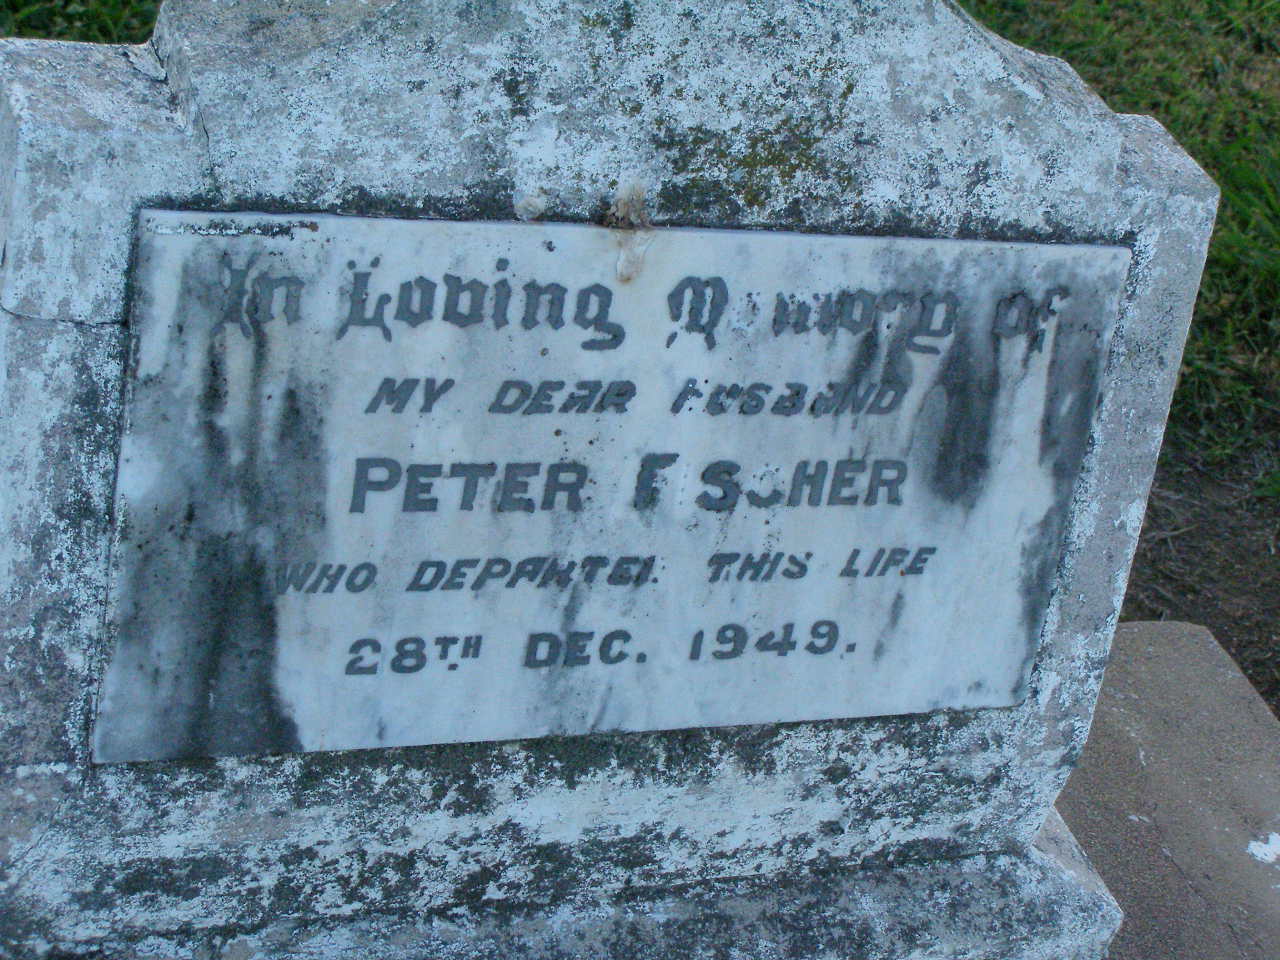 In Loving Memory of
MY DEAR HUSBAND
PETER FISCHER
WHO DEPARTED THIS LIFE
28TH DEC. 1949.